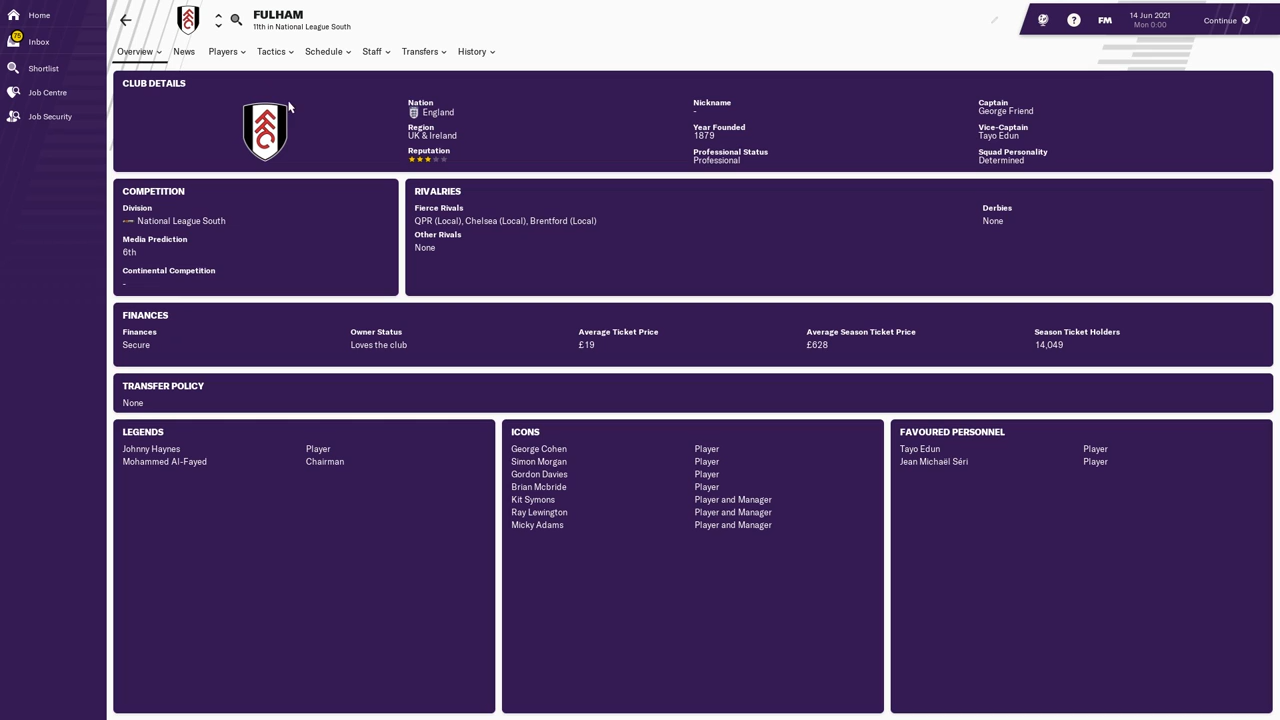 Home
75
Inbox
Shortlist
Job Centre
Job Security
FULHAM
11th in National League South
?
FM
14 Jun 2021
Mon 0:00
Continue
Overview
News
Players
Tactics
Schedule
Staff
Transfers
History
CLUB DETAILS
Nation
England
Region
UK & Ireland
Reputation
Nickname
-
Year Founded
1879
Professional Status
Professional
Captain
George Friend
Vice-Captain
Tayo Edun
Squad Personality
Determined
COMPETITION
Division
National League South
Media Prediction
6th
Continental Competition
-
RIVALRIES
Fierce Rivals
QPR (Local), Chelsea (Local), Brentford (Local)
Other Rivals
None
Derbies
None
FINANCES
Finances
Secure
Owner Status
Loves the club
Average Ticket Price
£19
Average Season Ticket Price
£628
Season Ticket Holders
14,049
TRANSFER POLICY
None
LEGENDS
Johnny Haynes Player
Mohammed Al-Fayed Chairman
ICONS
George Cohen Player
Simon Morgan Player
Gordon Davies Player
Brian Mcbride Player
Kit Symons Player and Manager
Ray Lewington Player and Manager
Micky Adams Player and Manager
FAVOURED PERSONNEL
Tayo Edun Player
Jean Michaël Séri Player